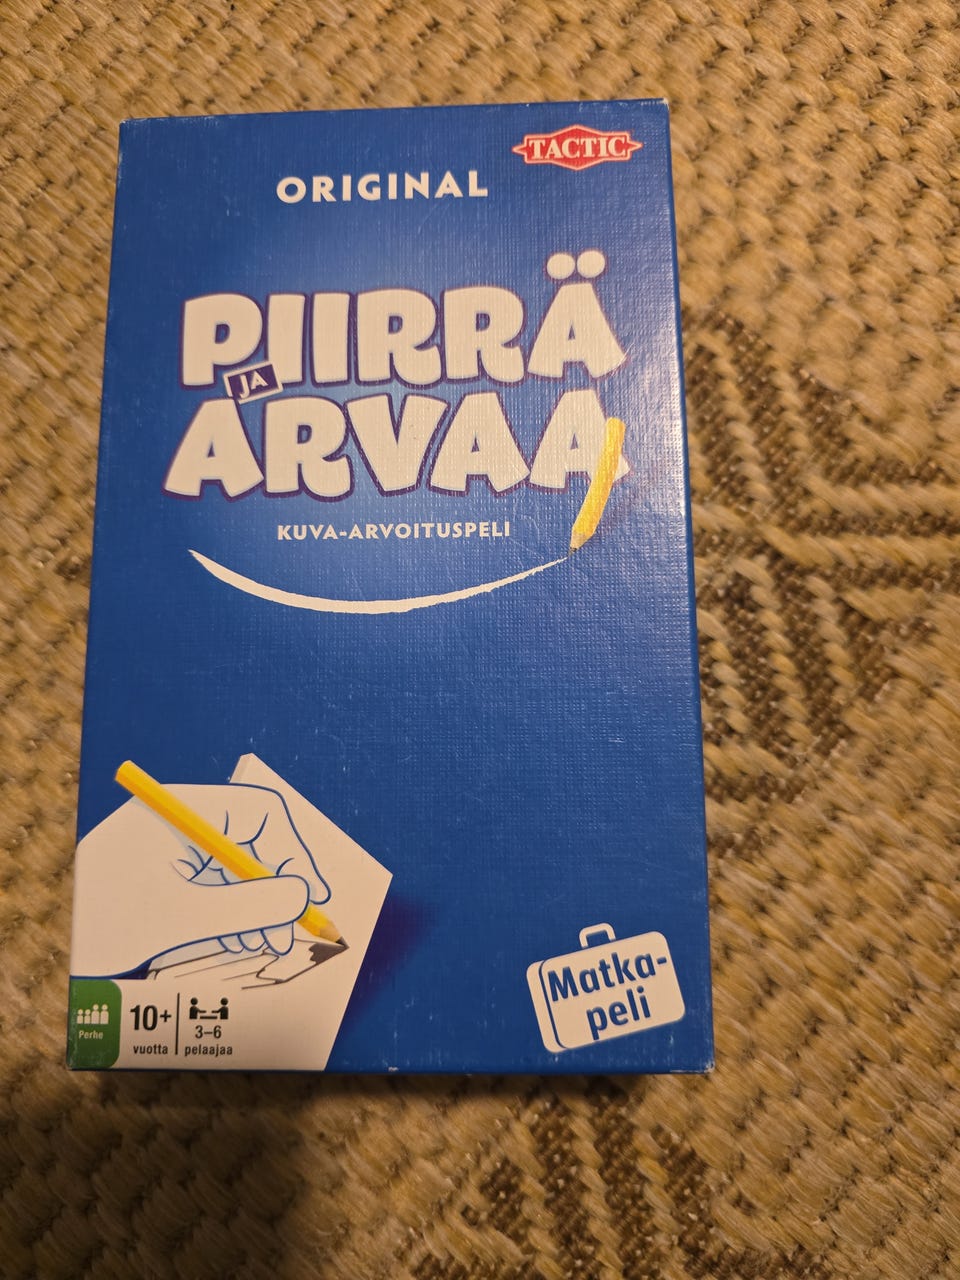 TACTIC
ORIGINAL
PIIRRÄ
JA
ARVAA
KUVA-ARVOITUSPELI
Matka-
peli
Perhe
10+
vuotta
3–6
pelaajaa